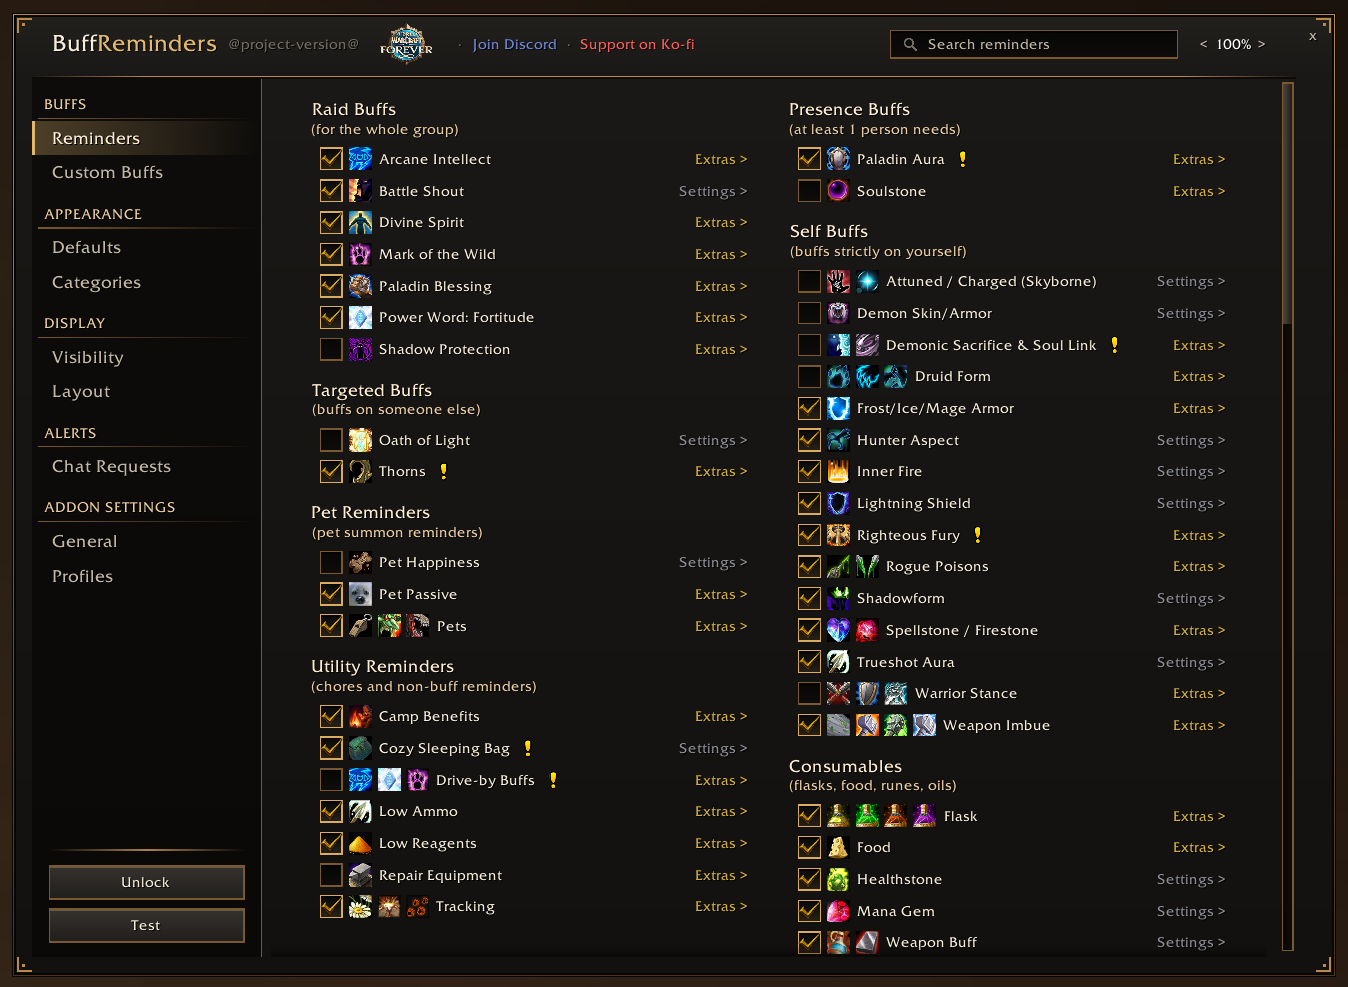 BuffReminders @project-version@ WARCRAFT FOREVER · Join Discord · Support on Ko-fi
Search reminders
< 100% >
x
BUFFS
Reminders
Custom Buffs
APPEARANCE
Defaults
Categories
DISPLAY
Visibility
Layout
ALERTS
Chat Requests
ADDON SETTINGS
General
Profiles
Unlock
Test
Raid Buffs
(for the whole group)
Arcane Intellect Extras >
Battle Shout Settings >
Divine Spirit Extras >
Mark of the Wild Extras >
Paladin Blessing Extras >
Power Word: Fortitude Extras >
Shadow Protection Extras >
Targeted Buffs
(buffs on someone else)
Oath of Light Settings >
Thorns ! Extras >
Pet Reminders
(pet summon reminders)
Pet Happiness Settings >
Pet Passive Extras >
Pets Extras >
Utility Reminders
(chores and non-buff reminders)
Camp Benefits Extras >
Cozy Sleeping Bag ! Settings >
Drive-by Buffs ! Extras >
Low Ammo Extras >
Low Reagents Extras >
Repair Equipment Extras >
Tracking Extras >
Presence Buffs
(at least 1 person needs)
Paladin Aura ! Extras >
Soulstone Extras >
Self Buffs
(buffs strictly on yourself)
Attuned / Charged (Skyborne) Settings >
Demon Skin/Armor Settings >
Demonic Sacrifice & Soul Link ! Extras >
Druid Form Extras >
Frost/Ice/Mage Armor Extras >
Hunter Aspect Settings >
Inner Fire Settings >
Lightning Shield Settings >
Righteous Fury ! Extras >
Rogue Poisons Extras >
Shadowform Settings >
Spellstone / Firestone Extras >
Trueshot Aura Settings >
Warrior Stance Extras >
Weapon Imbue Extras >
Consumables
(flasks, food, runes, oils)
Flask Extras >
Food Extras >
Healthstone Settings >
Mana Gem Settings >
Weapon Buff Settings >